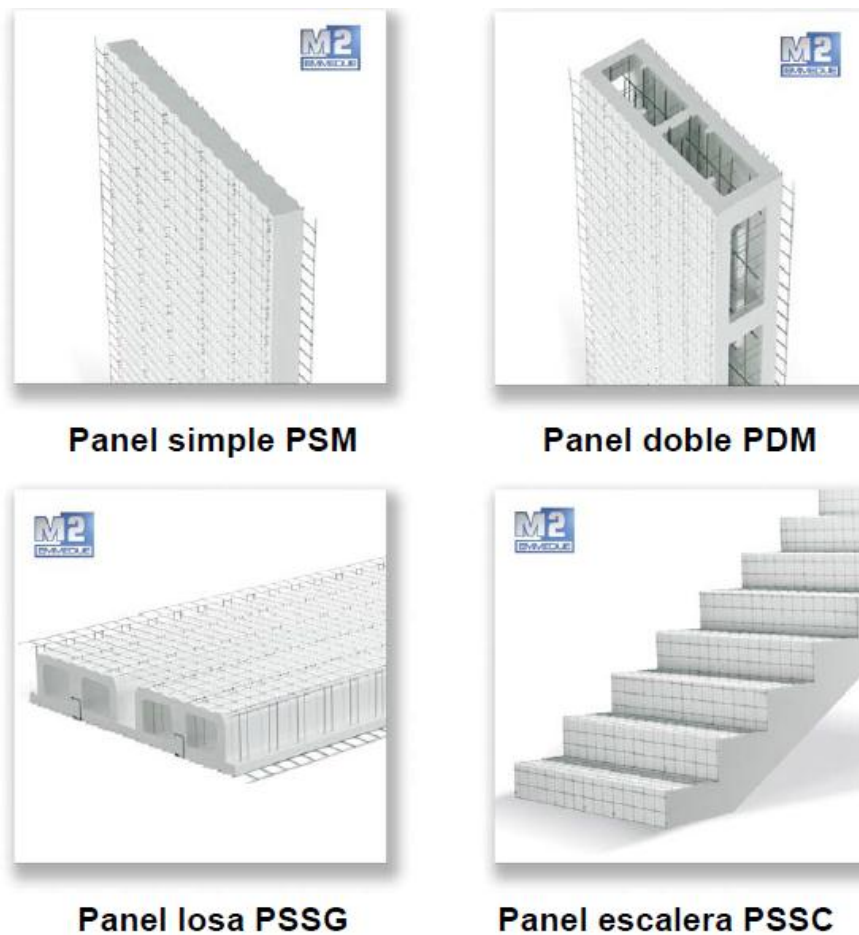 M2
EMMEDUE
M2
EMMEDUE
Panel simple PSM
Panel doble PDM
M2
EMMEDUE
M2
EMMEDUE
Panel losa PSSG
Panel escalera PSSC